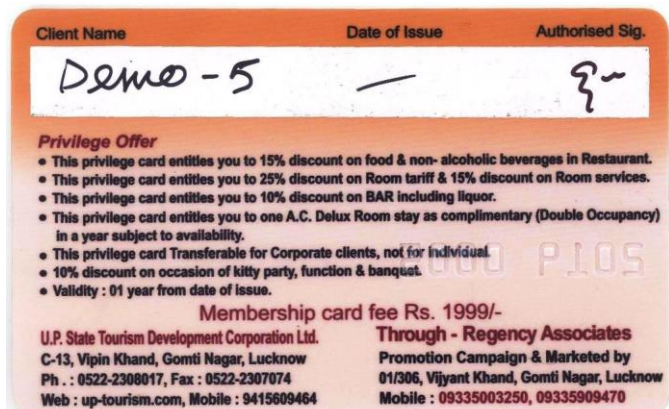 Client Name Date of Issue Authorised Sig.
Demo - 5 —
Privilege Offer
• This privilege card entitles you to 15% discount on food & non- alcoholic beverages in Restaurant.
• This privilege card entitles you to 25% discount on Room tariff & 15% discount on Room services.
• This privilege card entitles you to 10% discount on BAR including liquor.
• This privilege card entitles you to one A.C. Delux Room stay as complimentary (Double Occupancy)
in a year subject to availability.
• This privilege card Transferable for Corporate clients, not for individual.
• 10% discount on occasion of kitty party, function & banquet.
• Validity : 01 year from date of issue.
Membership card fee Rs. 1999/-
U.P. State Tourism Development Corporation Ltd.
C-13, Vipin Khand, Gomti Nagar, Lucknow
Ph . : 0522-2308017, Fax : 0522-2307074
Web : up-tourism.com, Mobile : 9415609464
Through - Regency Associates
Promotion Campaign & Marketed by
01/306, Vijyant Khand, Gomti Nagar, Lucknow
Mobile : 09335003250, 09335909470